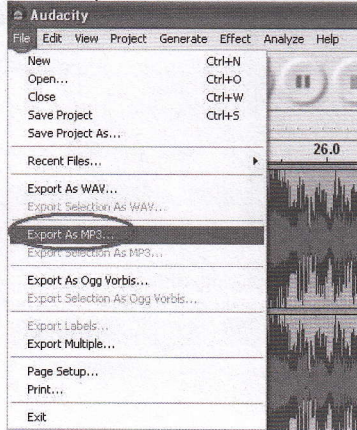 Audacity
File Edit View Project Generate Effect Analyze Help
New Ctrl+N
Open... Ctrl+O
Close Ctrl+W
Save Project Ctrl+S
Save Project As...
Recent Files...
26.0
Export As WAV...
Export Selection As WAV...
Export As MP3...
Export Selection As MP3...
Export As Ogg Vorbis...
Export Selection As Ogg Vorbis...
Export Labels...
Export Multiple...
Page Setup...
Print...
Exit